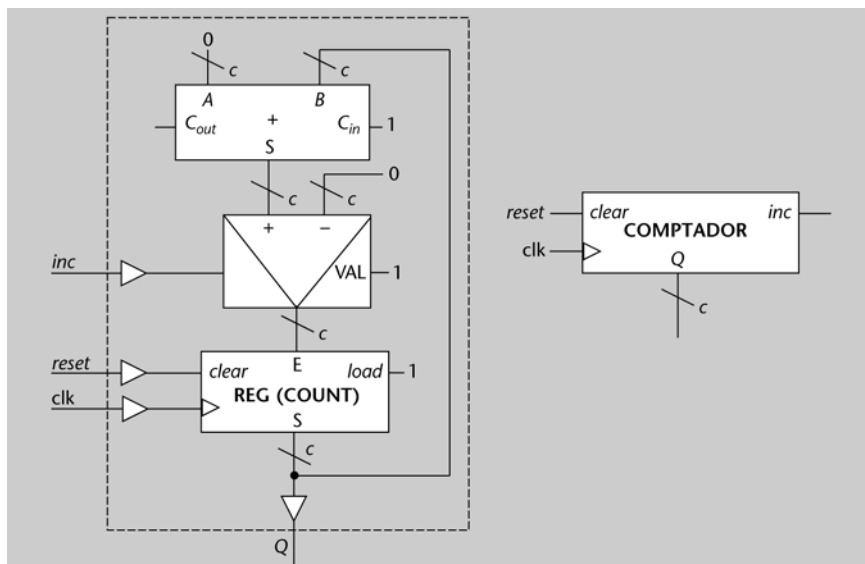 0
c
c
A
B
C_out
+
C_in
1
S
c
c
0
+
−
inc
VAL
1
c
reset
clear
E
load
1
clk
REG (COUNT)
S
c
Q
reset
clear
inc
clk
COMPTADOR
Q
c